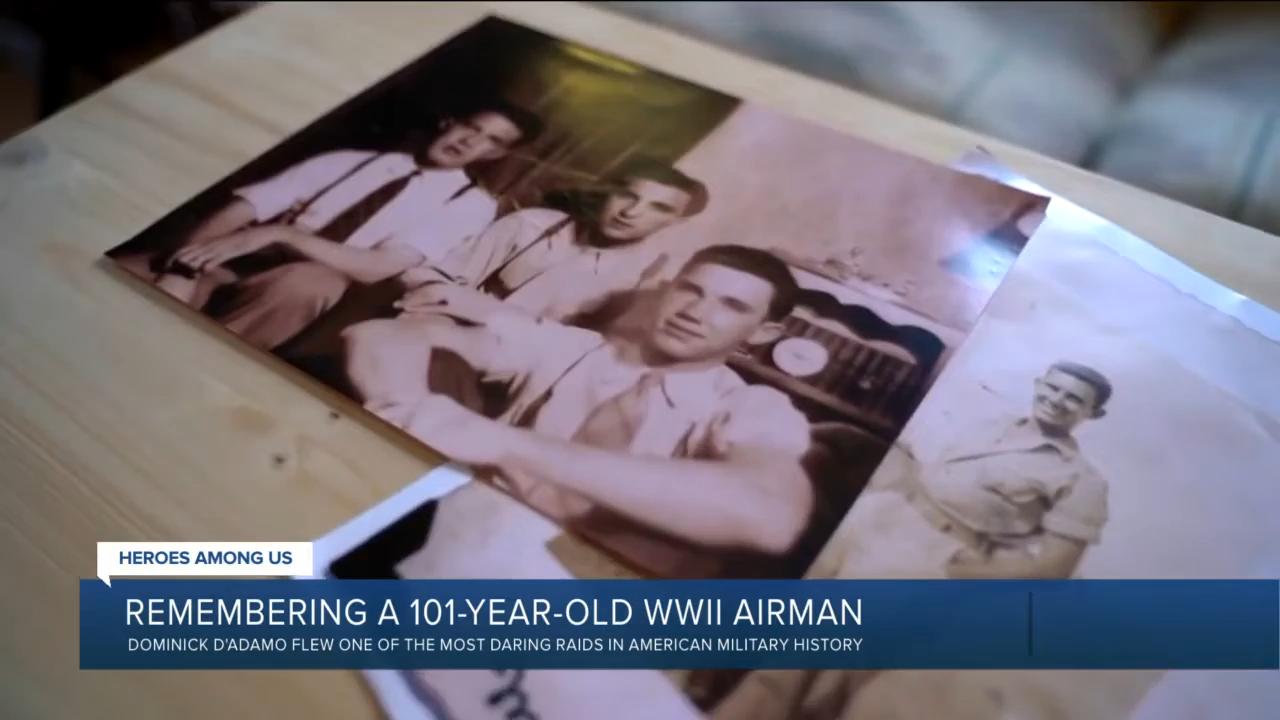 HEROES AMONG US
REMEMBERING A 101-YEAR-OLD WWII AIRMAN
DOMINICK D'ADAMO FLEW ONE OF THE MOST DARING RAIDS IN AMERICAN MILITARY HISTORY